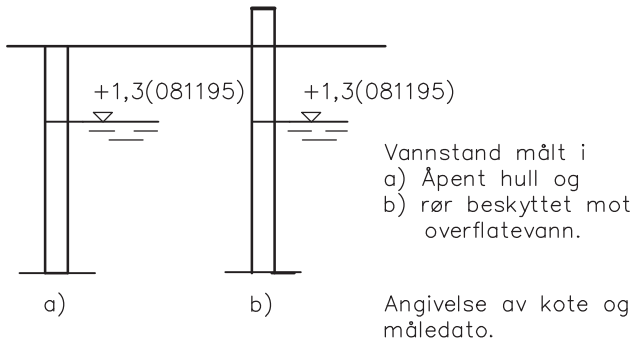 +1,3(081195)
+1,3(081195)
Vannstand målt i
a) Åpent hull og
b) rør beskyttet mot
overflatevann.
a)
b)
Angivelse av kote og
måledato.